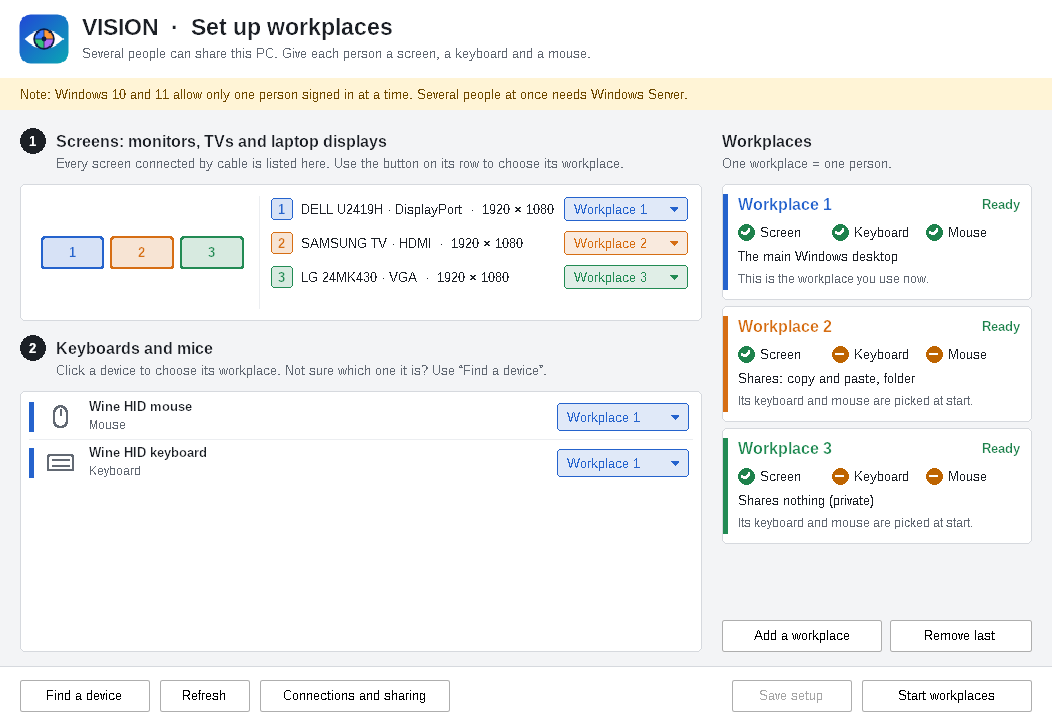 VISION · Set up workplaces
Several people can share this PC. Give each person a screen, a keyboard and a mouse.
Note: Windows 10 and 11 allow only one person signed in at a time. Several people at once needs Windows Server.
1 Screens: monitors, TVs and laptop displays
Every screen connected by cable is listed here. Use the button on its row to choose its workplace.
1 2 3
1 DELL U2419H · DisplayPort · 1920 × 1080 Workplace 1
2 SAMSUNG TV · HDMI · 1920 × 1080 Workplace 2
3 LG 24MK430 · VGA · 1920 × 1080 Workplace 3
2 Keyboards and mice
Click a device to choose its workplace. Not sure which one it is? Use “Find a device”.
Wine HID mouse
Mouse
Workplace 1
Wine HID keyboard
Keyboard
Workplace 1
Workplaces
One workplace = one person.
Workplace 1 Ready
Screen Keyboard Mouse
The main Windows desktop
This is the workplace you use now.
Workplace 2 Ready
Screen Keyboard Mouse
Shares: copy and paste, folder
Its keyboard and mouse are picked at start.
Workplace 3 Ready
Screen Keyboard Mouse
Shares nothing (private)
Its keyboard and mouse are picked at start.
Add a workplace Remove last
Find a device Refresh Connections and sharing Save setup Start workplaces